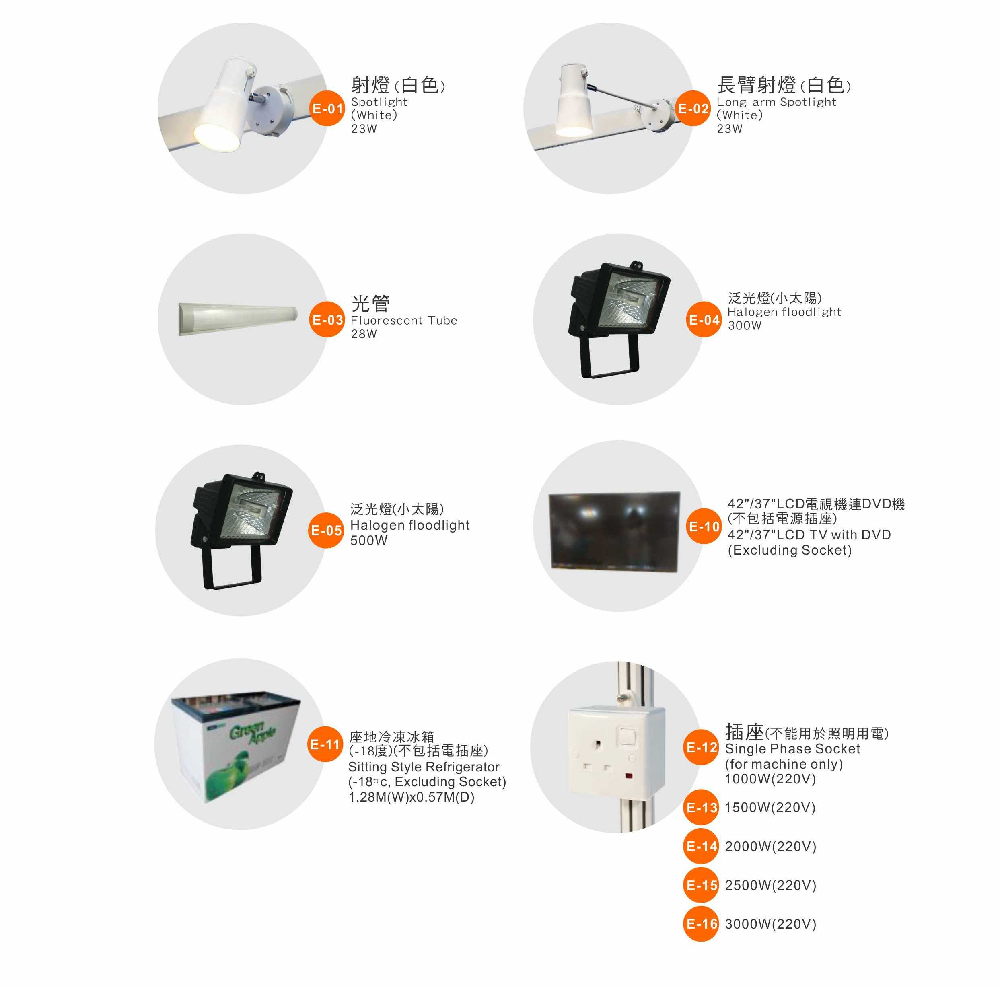 E-01
射燈(白色)
Spotlight
(White)
23W
E-02
長臂射燈(白色)
Long-arm Spotlight
(White)
23W
E-03
光管
Fluorescent Tube
28W
E-04
泛光燈(小太陽)
Halogen floodlight
300W
E-05
泛光燈(小太陽)
Halogen floodlight
500W
E-10
42"/37"LCD電視機連DVD機
(不包括電源插座)
42"/37"LCD TV with DVD
(Excluding Socket)
Green
Apple
E-11
座地冷凍冰箱
(-18度)(不包括電插座)
Sitting Style Refrigerator
(-18°c, Excluding Socket)
1.28M(W)x0.57M(D)
E-12
插座(不能用於照明用電)
Single Phase Socket
(for machine only)
1000W(220V)
E-13 1500W(220V)
E-14 2000W(220V)
E-15 2500W(220V)
E-16 3000W(220V)